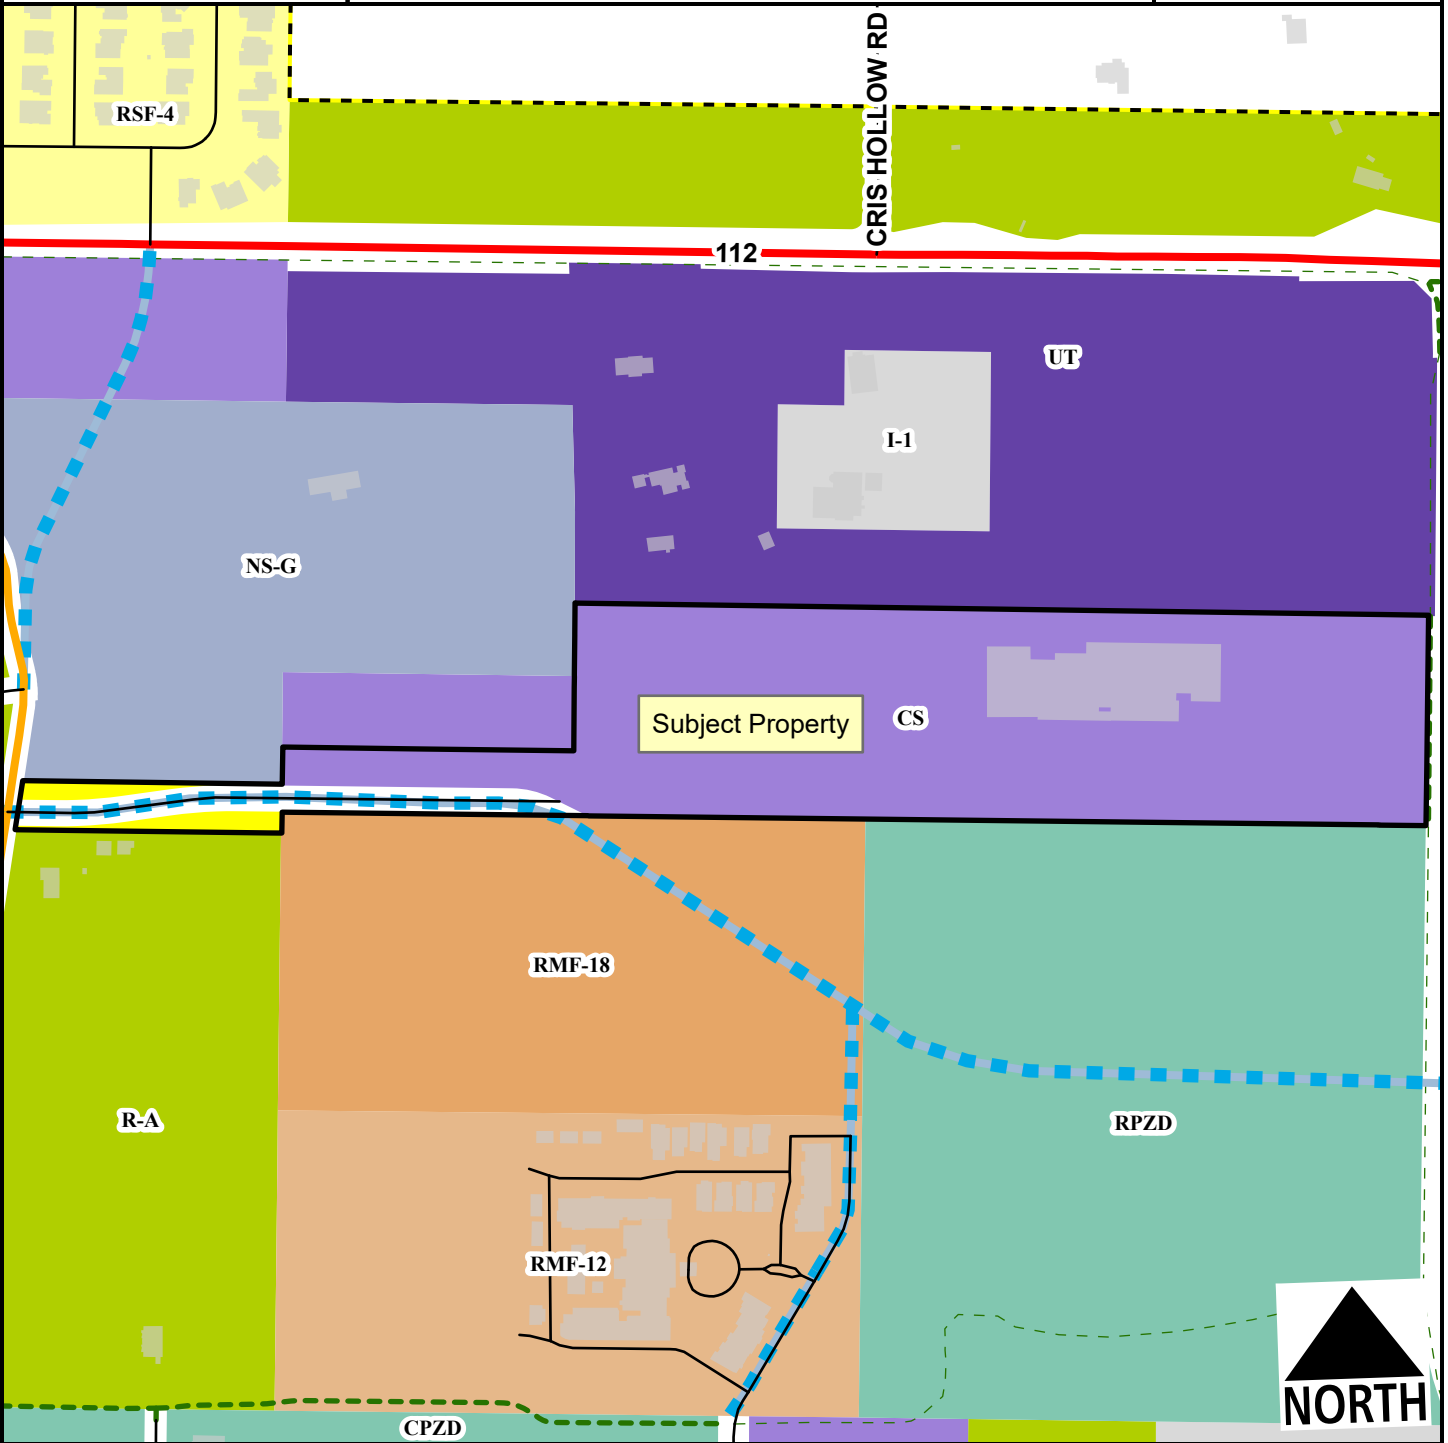 RSF-4
CRIS HOLLOW RD
112
UT
I-1
NS-G
Subject Property
CS
RMF-18
R-A
RPZD
RMF-12
NORTH
CPZD